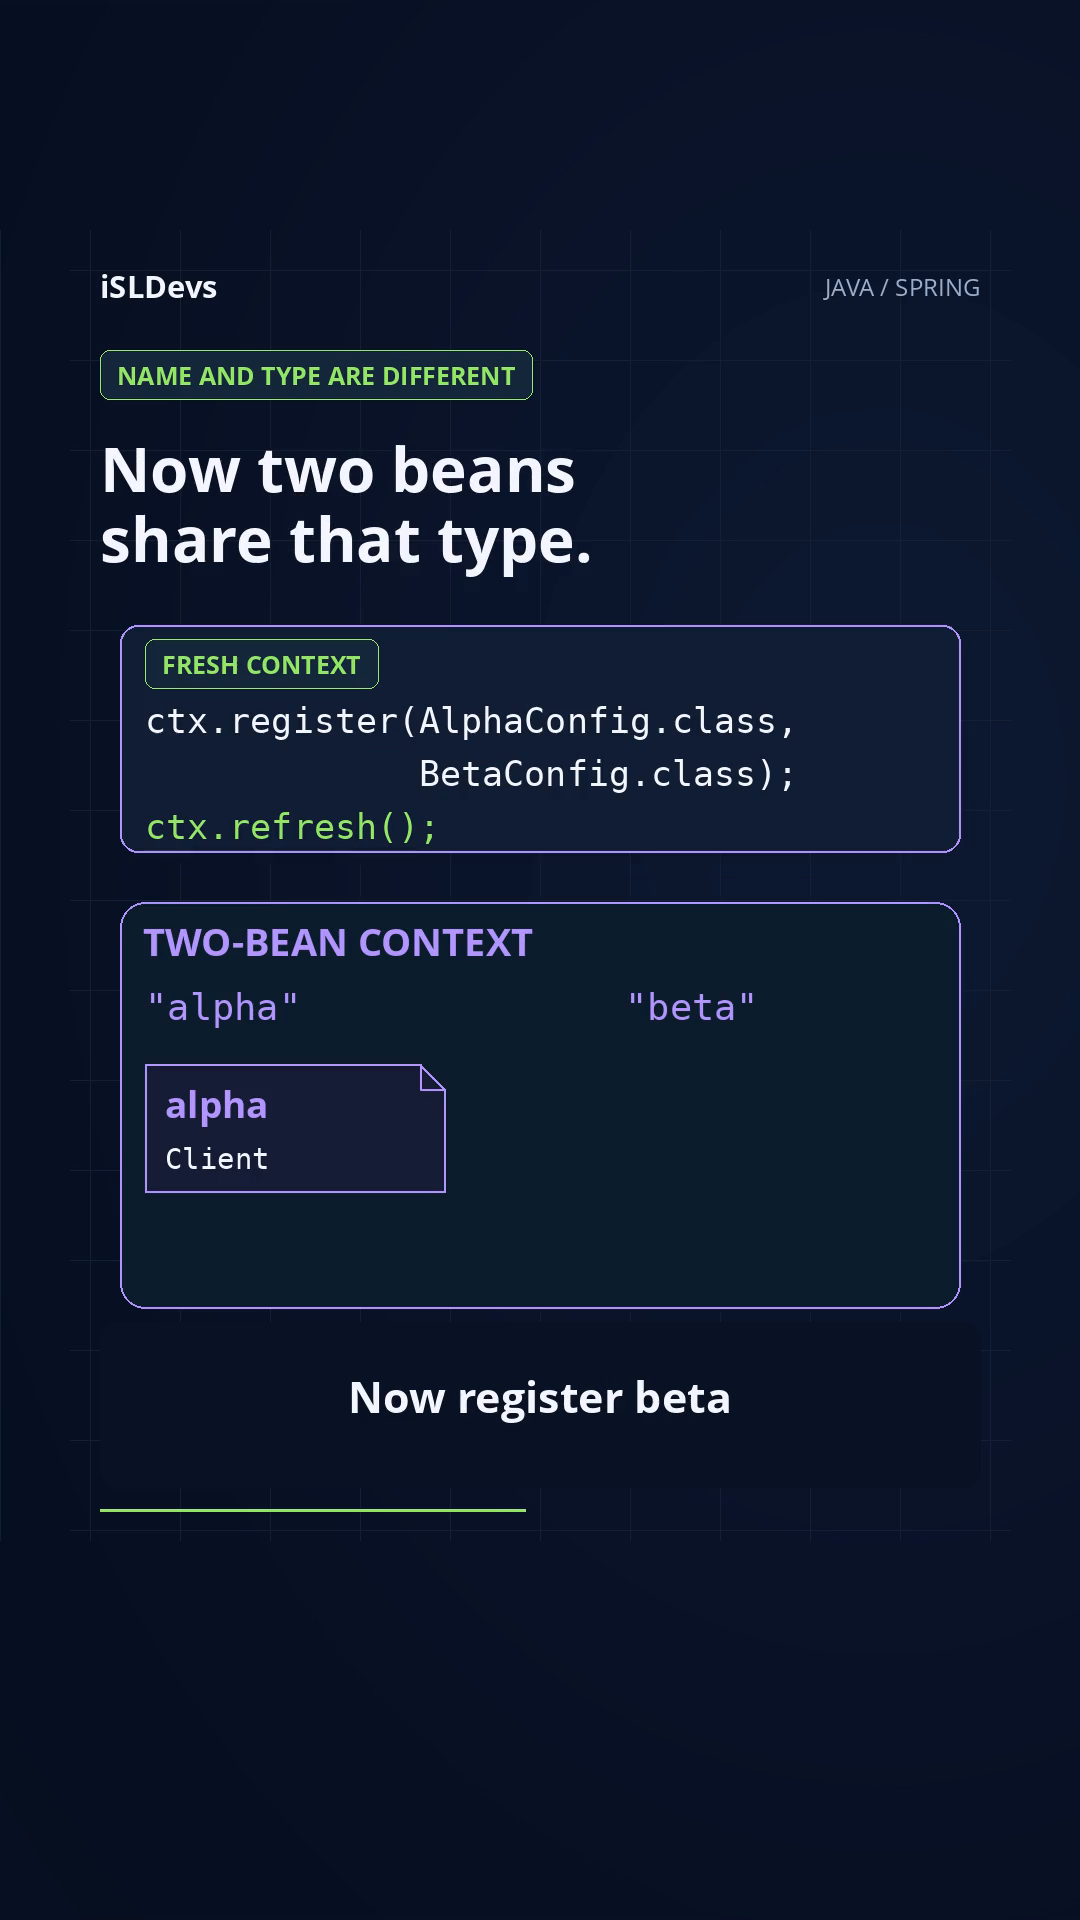 iSLDevs
JAVA / SPRING
NAME AND TYPE ARE DIFFERENT
Now two beans
share that type.
FRESH CONTEXT
ctx.register(AlphaConfig.class,
BetaConfig.class);
ctx.refresh();
TWO-BEAN CONTEXT
"alpha" "beta"
alpha
Client
Now register beta